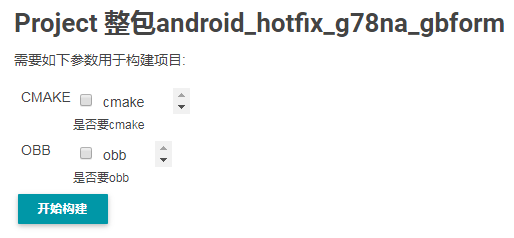 Project 整包android_hotfix_g78na_gbform
需要如下参数用于构建项目:
CMAKE cmake
是否要cmake
OBB obb
是否要obb
开始构建